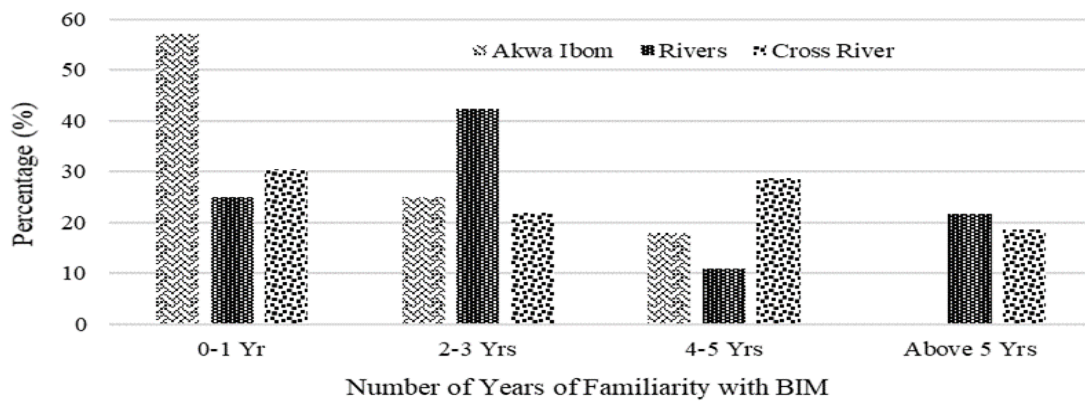 60
50
40
30
20
10
0
Percentage (%)
Akwa Ibom Rivers Cross River
0-1 Yr 2-3 Yrs 4-5 Yrs Above 5 Yrs
Number of Years of Familiarity with BIM